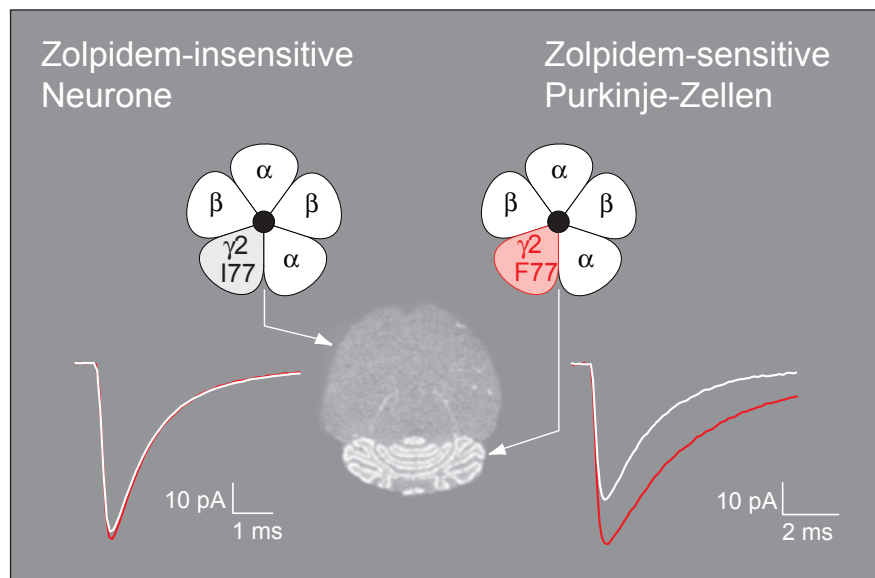 Zolpidem-insensitive
Neurone
Zolpidem-sensitive
Purkinje-Zellen
α
β
β
γ2
I77
α
α
β
β
γ2
F77
α
10 pA
1 ms
10 pA
2 ms